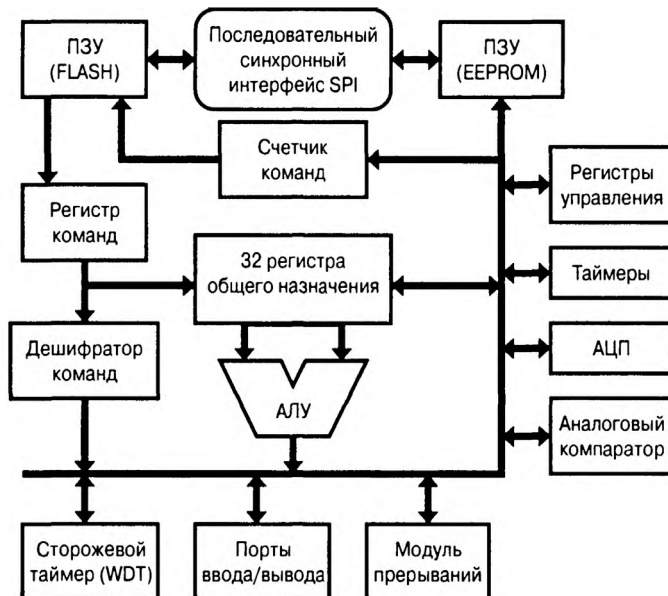 ПЗУ
(FLASH)
Последовательный
синхронный
интерфейс SPI
ПЗУ
(EEPROM)
Счетчик
команд
Регистры
управления
Регистр
команд
32 регистра
общего назначения
Таймеры
Дешифратор
команд
АЦП
АЛУ
Аналоговый
компаратор
Сторожевой
таймер (WDT)
Порты
ввода/вывода
Модуль
прерываний